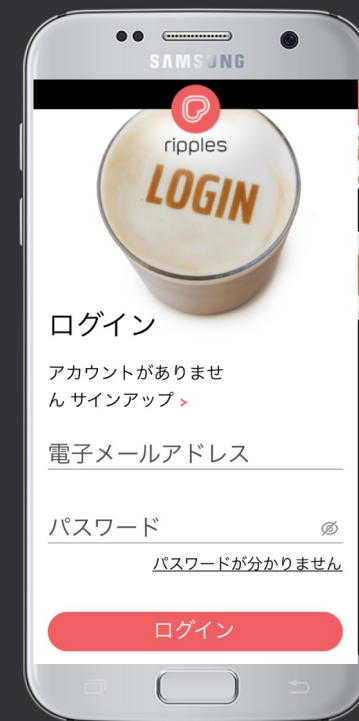 SAMSUNG
ripples
LOGIN
ログイン
アカウントがありませ
ん サインアップ >
電子メールアドレス
パスワード
パスワードが分かりません
ログイン